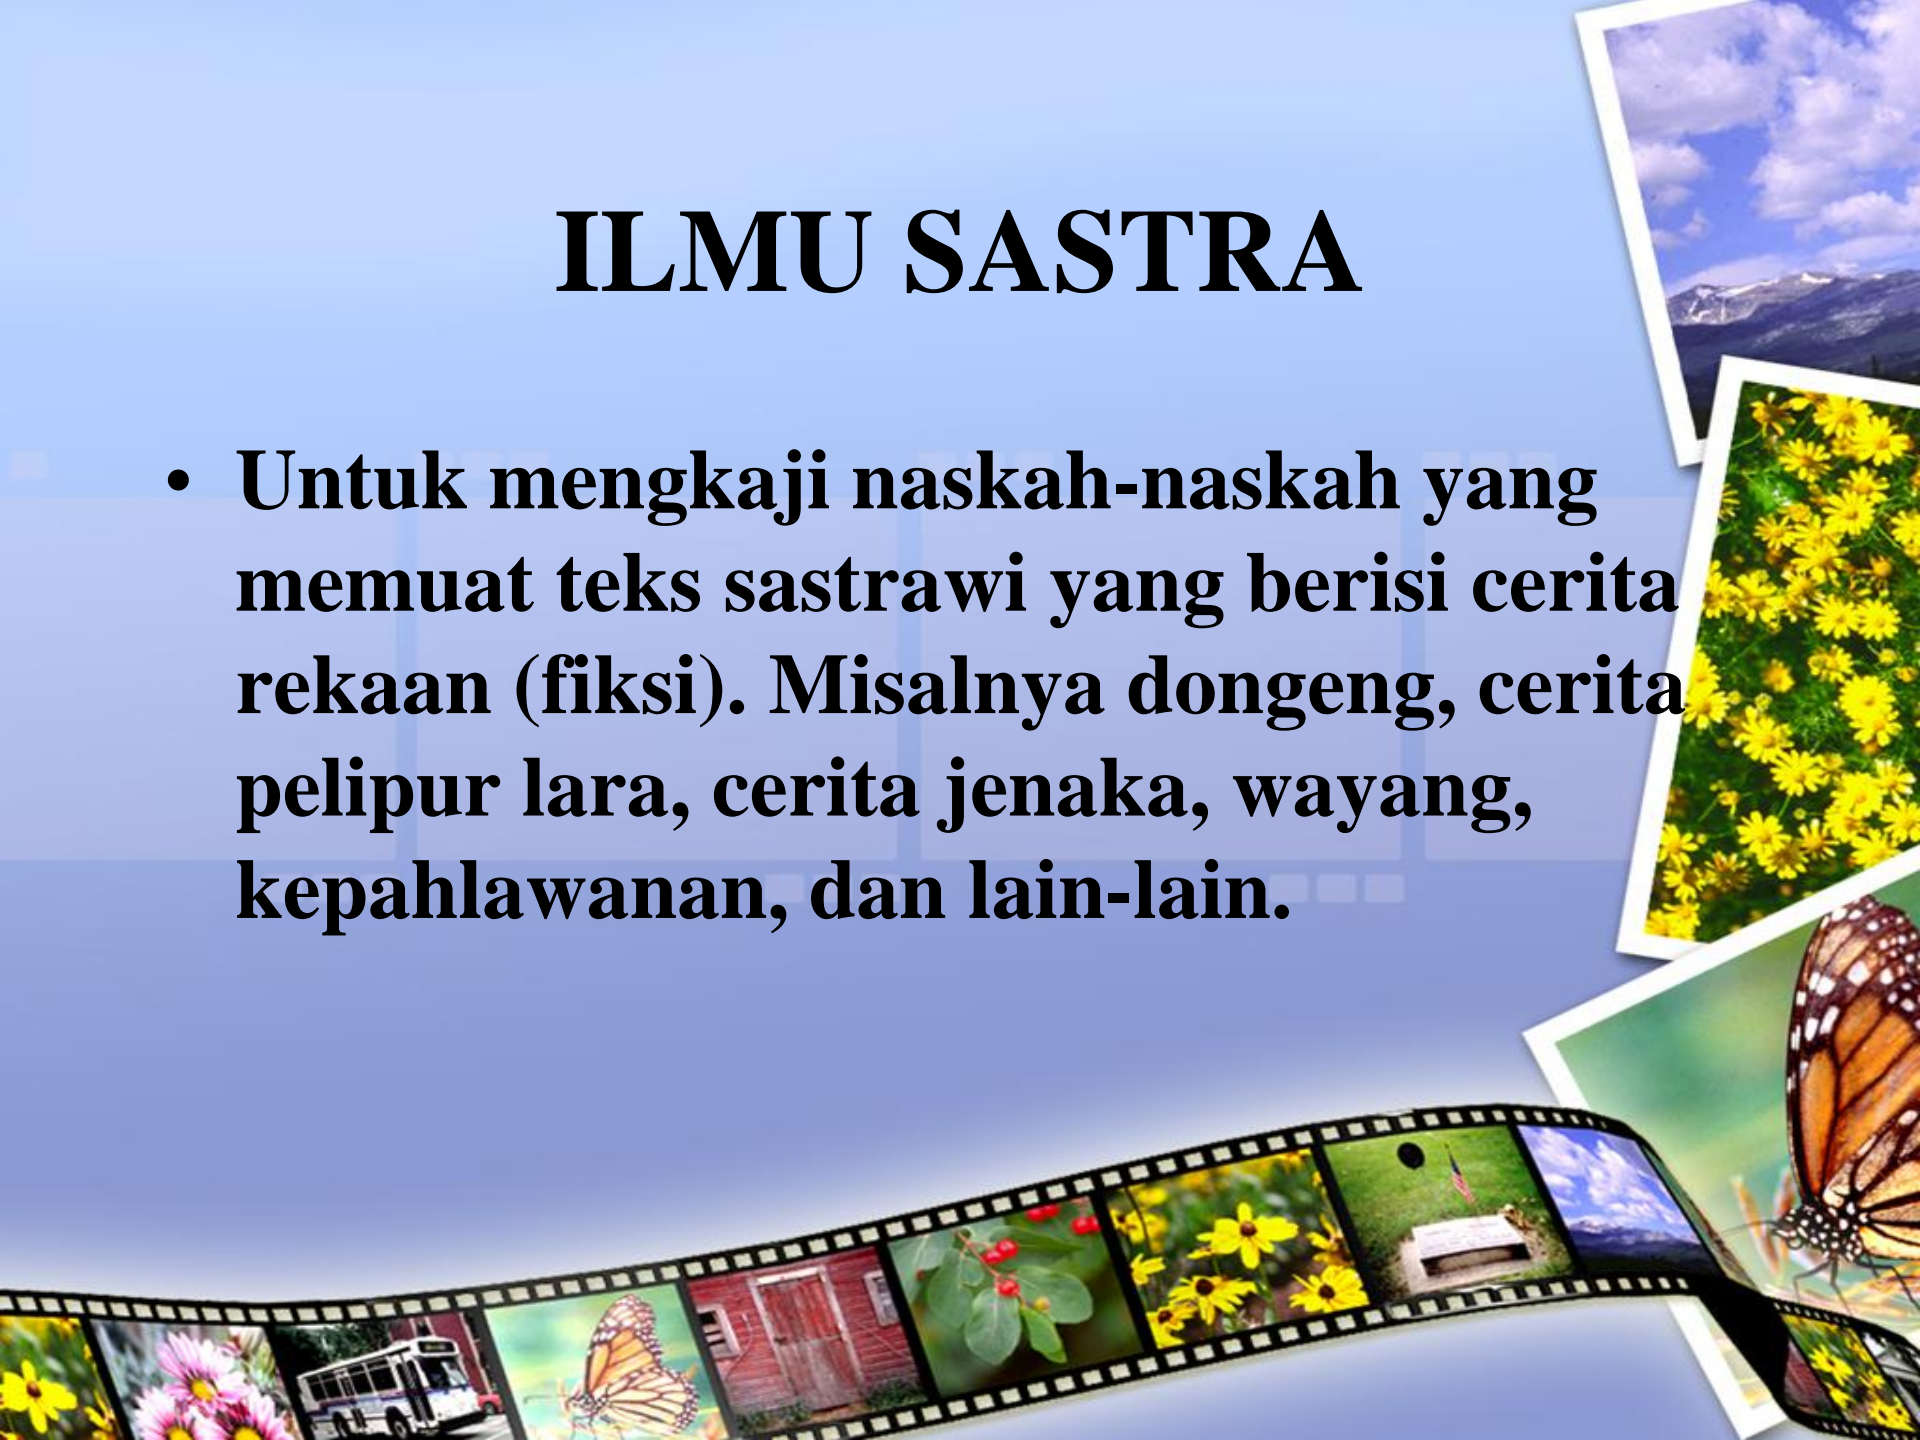 ILMU SASTRA
• Untuk mengkaji naskah-naskah yang
memuat teks sastrawi yang berisi cerita
rekaan (fiksi). Misalnya dongeng, cerita
pelipur lara, cerita jenaka, wayang,
kepahlawanan, dan lain-lain.